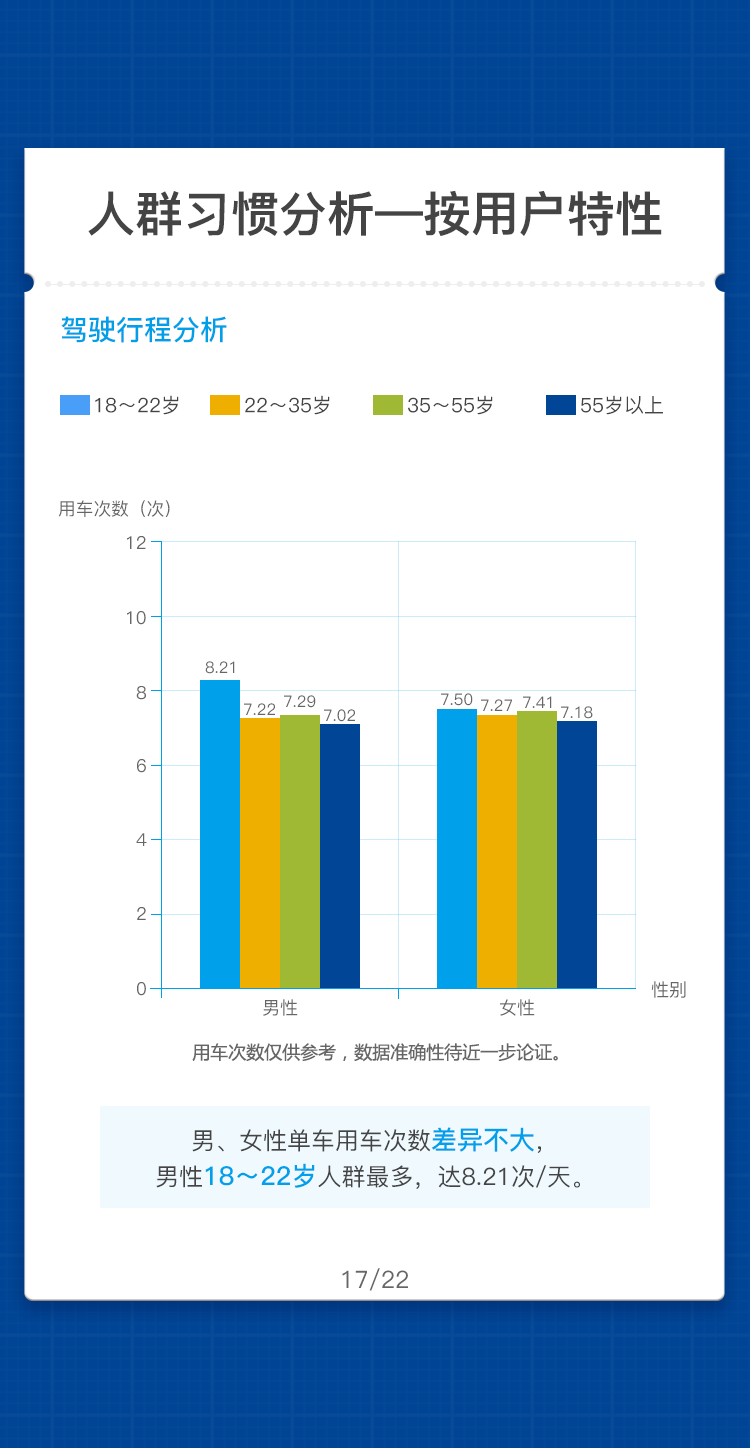 人群习惯分析—按用户特性
驾驶行程分析
18～22岁 22～35岁 35～55岁 55岁以上
用车次数（次）
12
10
8
6
4
2
0
8.21 7.22 7.29 7.02 7.50 7.27 7.41 7.18
性别
男性 女性
用车次数仅供参考，数据准确性待近一步论证。
男、女性单车用车次数差异不大，
男性18～22岁人群最多，达8.21次/天。
17/22